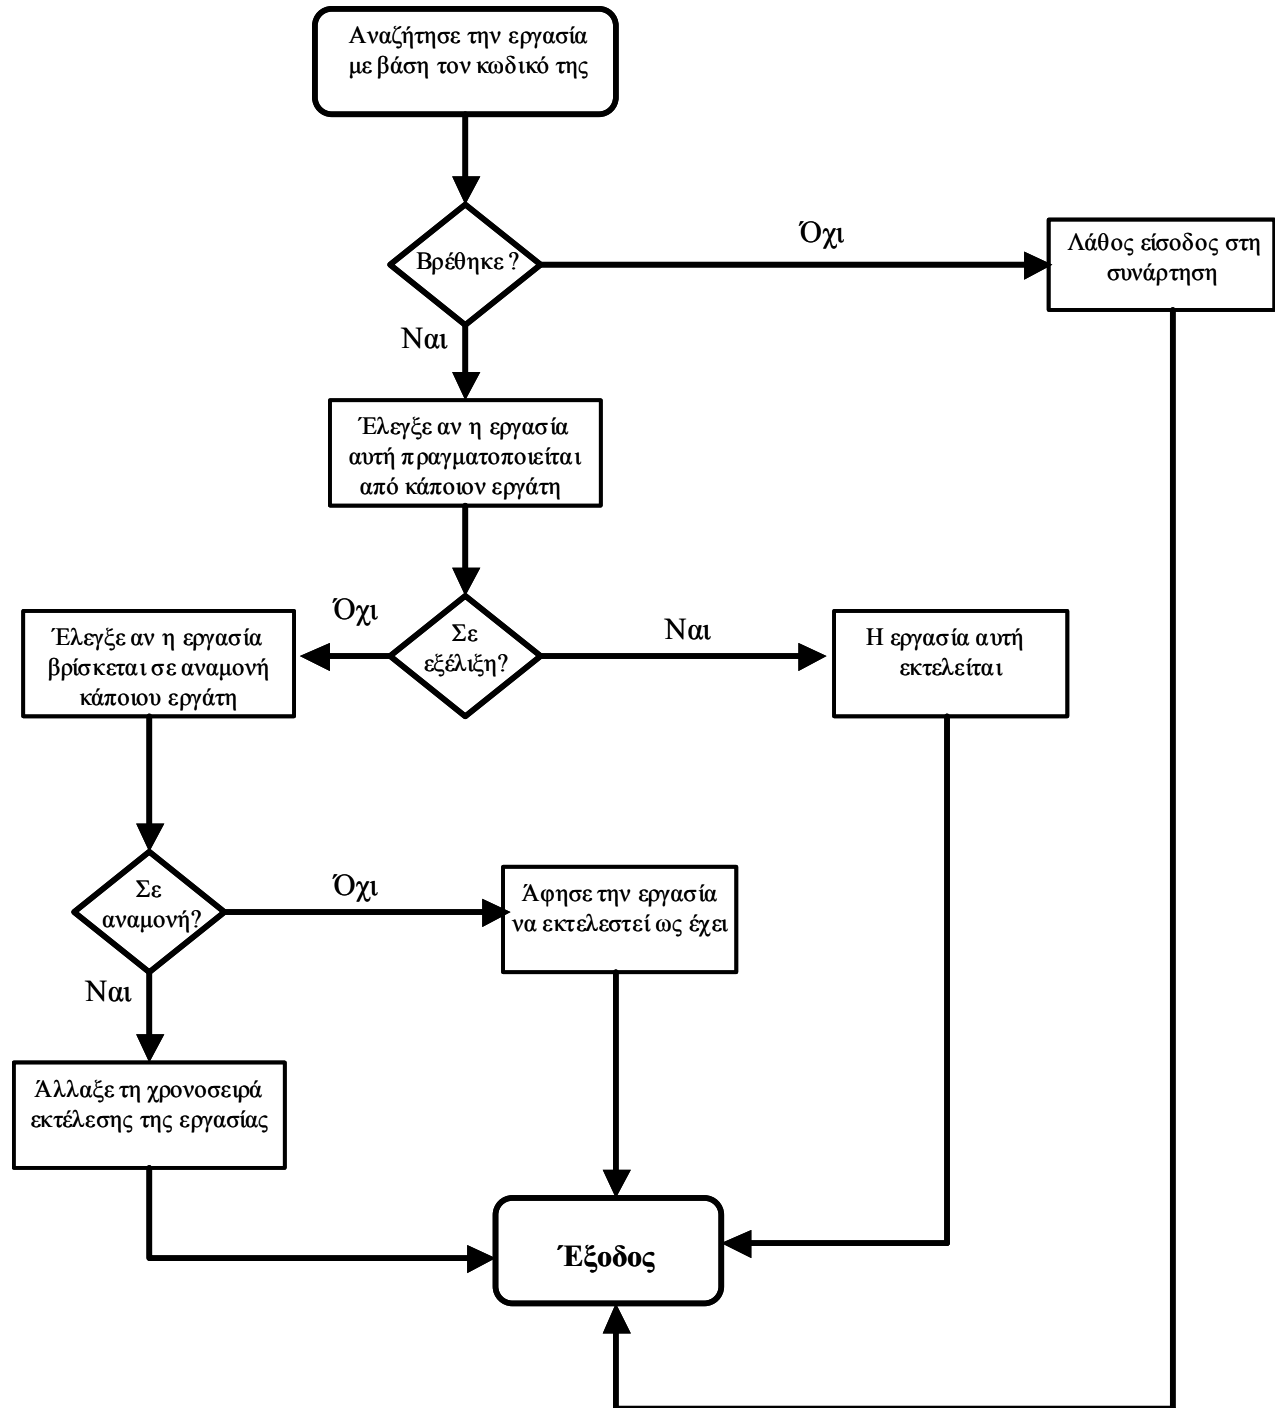 Αναζήτησε την εργασία
με βάση τον κωδικό της
Βρέθηκε ?
Όχι
Λάθος είσοδος στη
συνάρτηση
Ναι
Έλεγξε αν η εργασία
αυτή πραγματοποιείται
από κάποιον εργάτη
Σε
εξέλιξη?
Όχι
Ναι
Έλεγξε αν η εργασία
βρίσκεται σε αναμονή
κάποιου εργάτη
Η εργασία αυτή
εκτελείται
Σε
αναμονή?
Όχι
Άφησε την εργασία
να εκτελεστεί ως έχει
Ναι
Άλλαξε τη χρονοσειρά
εκτέλεσης της εργασίας
Έξοδος